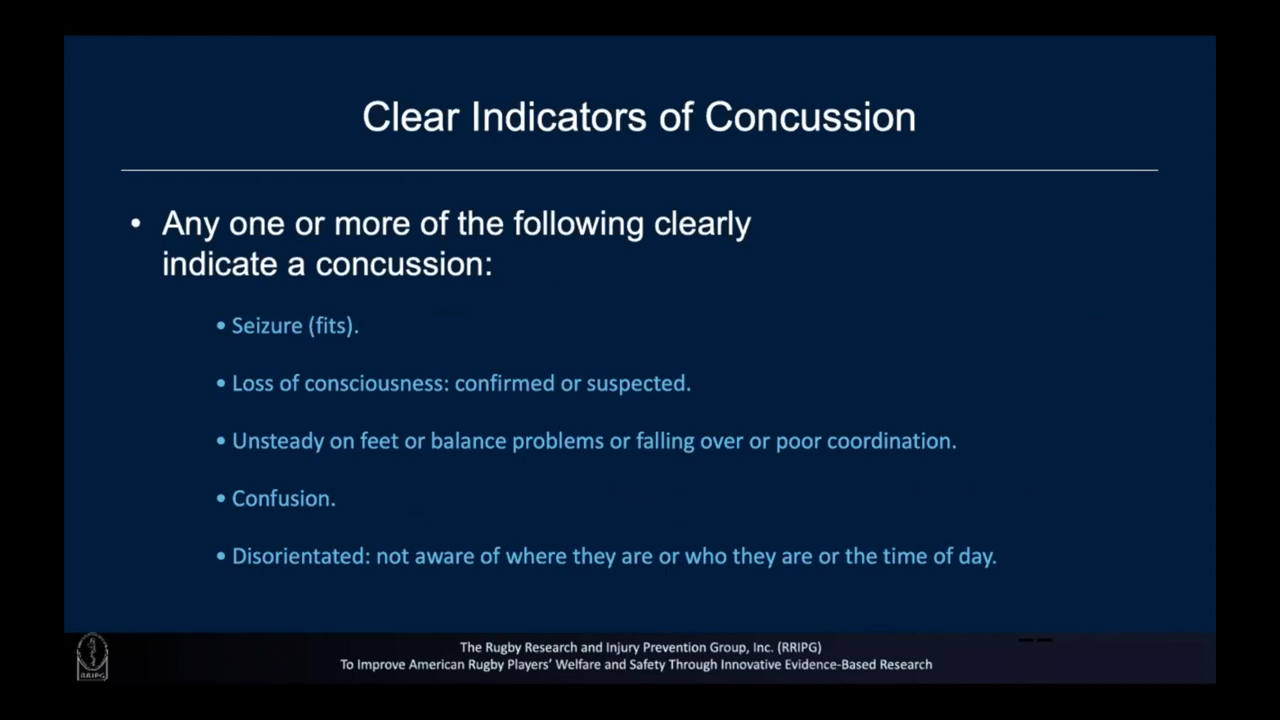 Clear Indicators of Concussion
• Any one or more of the following clearly
indicate a concussion:
• Seizure (fits).
• Loss of consciousness: confirmed or suspected.
• Unsteady on feet or balance problems or falling over or poor coordination.
• Confusion.
• Disorientated: not aware of where they are or who they are or the time of day.
The Rugby Research and Injury Prevention Group, Inc. (RRIPG)
To Improve American Rugby Players’ Welfare and Safety Through Innovative Evidence-Based Research
RRIPG